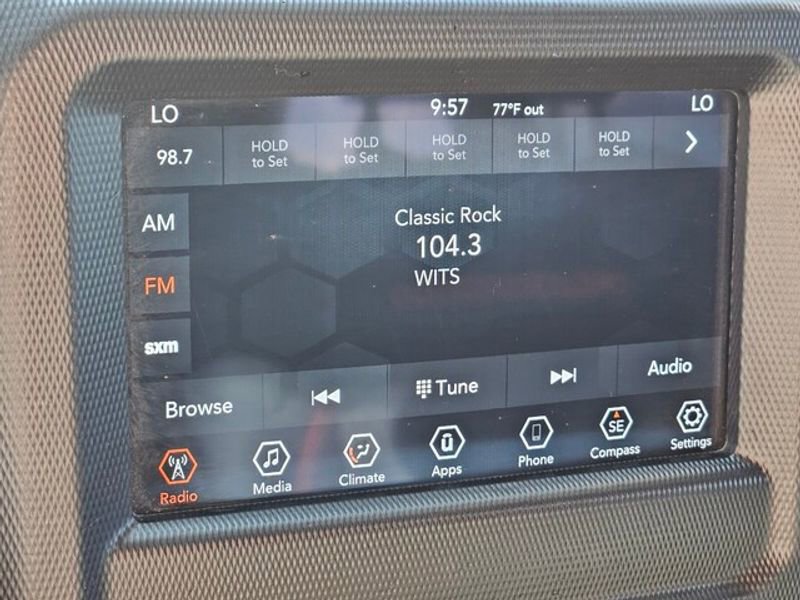 LO 9:57 77°F out LO
98.7 HOLD to Set HOLD to Set HOLD to Set HOLD to Set HOLD to Set
AM
FM
sxm
Classic Rock
104.3
WITS
Browse Tune Audio
Radio Media Climate Apps Phone Compass Settings
ū SE